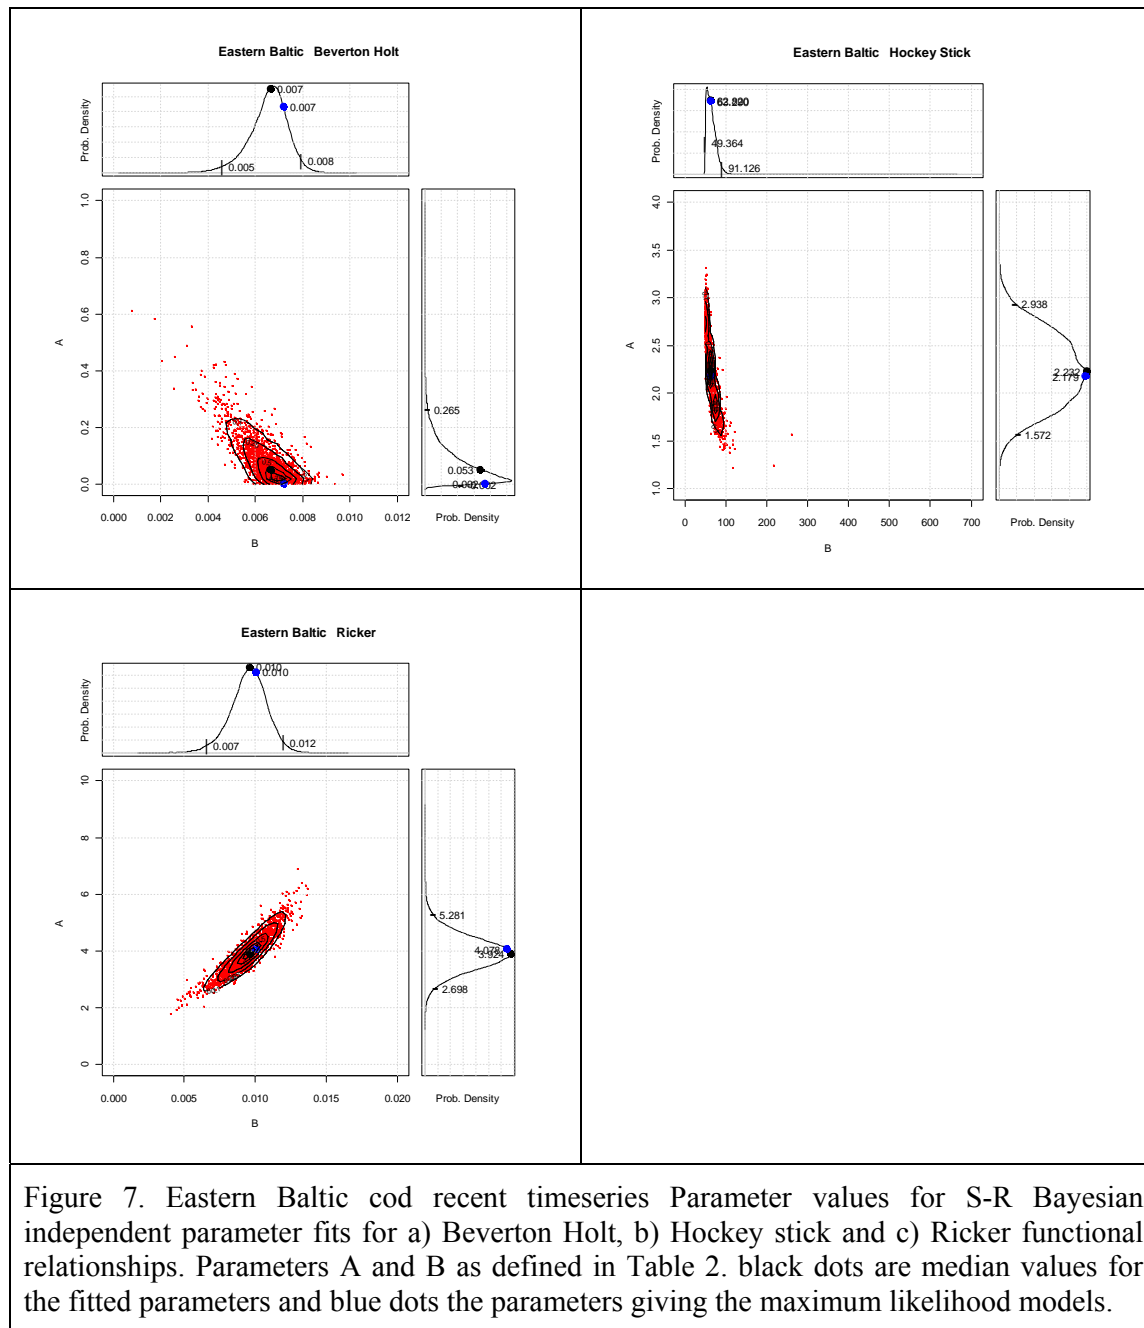 Eastern Baltic Beverton Holt
Prob. Density
0.007
0.007
0.005
0.008
A
1.0
0.8
0.6
0.4
0.2
0.0
0.265
0.053
0.002
0.000 0.002 0.004 0.006 0.008 0.010 0.012
Prob. Density
B
Eastern Baltic Hockey Stick
Prob. Density
49.364
91.126
A
4.0
3.5
3.0
2.5
2.0
1.5
1.0
2.938
2.232
2.179
1.572
0 100 200 300 400 500 600 700
Prob. Density
B
Eastern Baltic Ricker
Prob. Density
0.010
0.010
0.007
0.012
A
10
8
6
4
2
0
5.281
4.078
3.924
2.698
0.000 0.005 0.010 0.015 0.020
Prob. Density
B
Figure 7. Eastern Baltic cod recent timeseries Parameter values for S-R Bayesian
independent parameter fits for a) Beverton Holt, b) Hockey stick and c) Ricker functional
relationships. Parameters A and B as defined in Table 2. black dots are median values for
the fitted parameters and blue dots the parameters giving the maximum likelihood models.